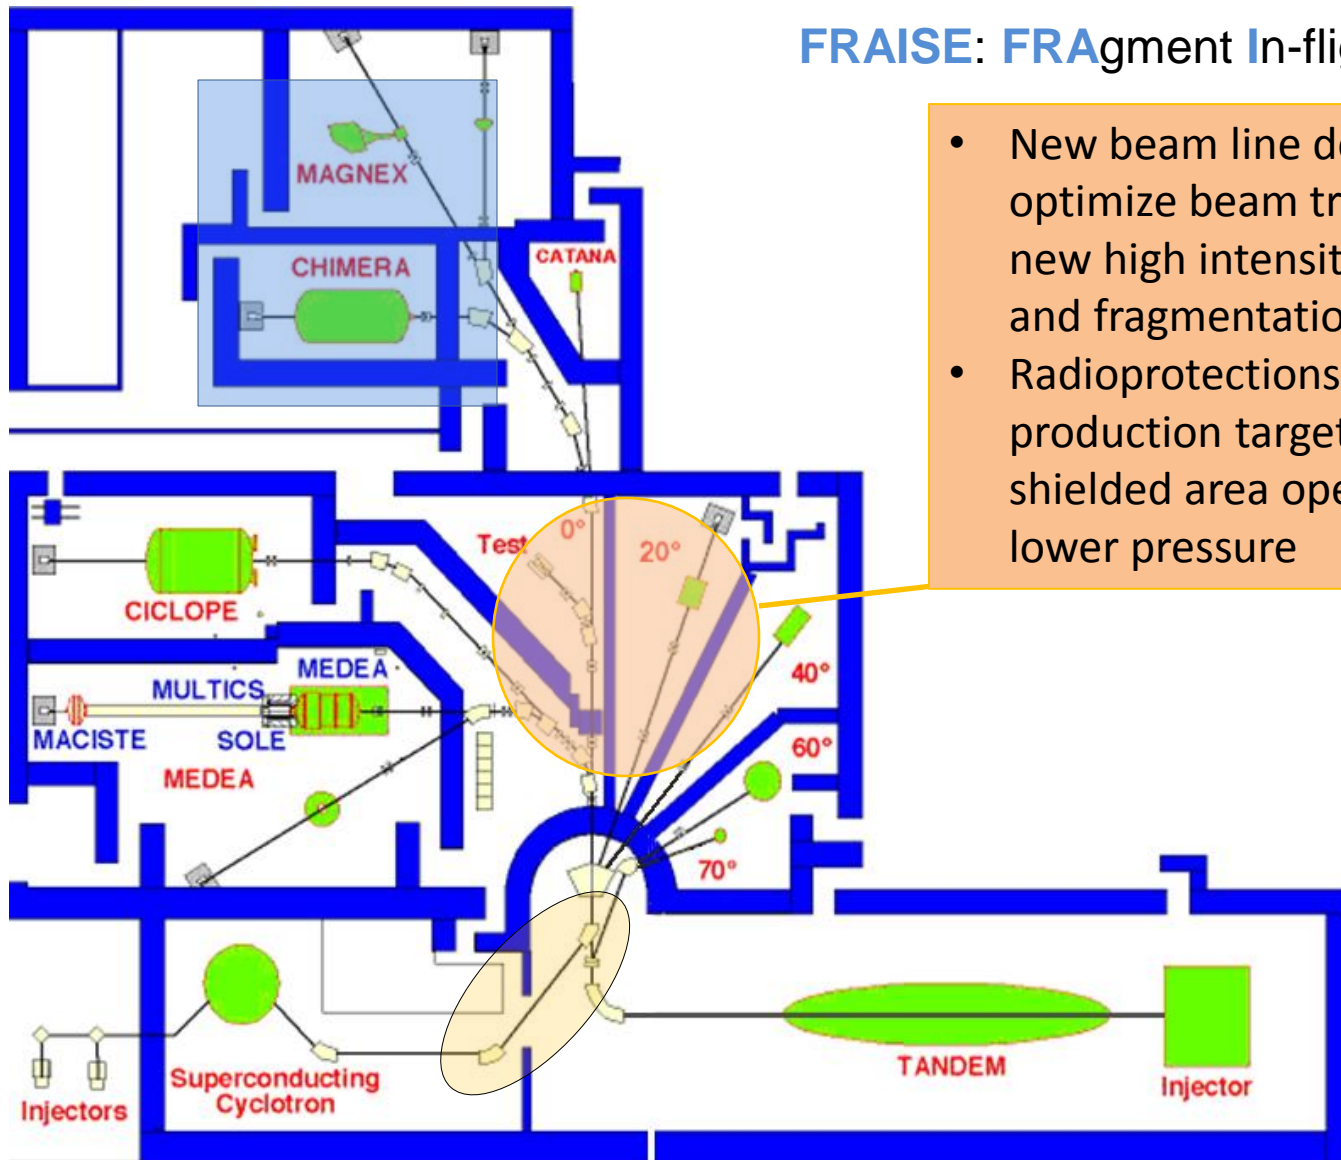 FRAISE: FRAgment In-flig
• New beam line de
optimize beam tr
new high intensit
and fragmentatio
• Radioprotections
production target
shielded area ope
lower pressure
MAGNEX
CHIMERA
CATANA
Test
0°
20°
CICLOPE
40°
MEDEA
MULTICS
MACISTE
SOLE
60°
MEDEA
70°
Superconducting
Cyclotron
Injectors
TANDEM
Injector